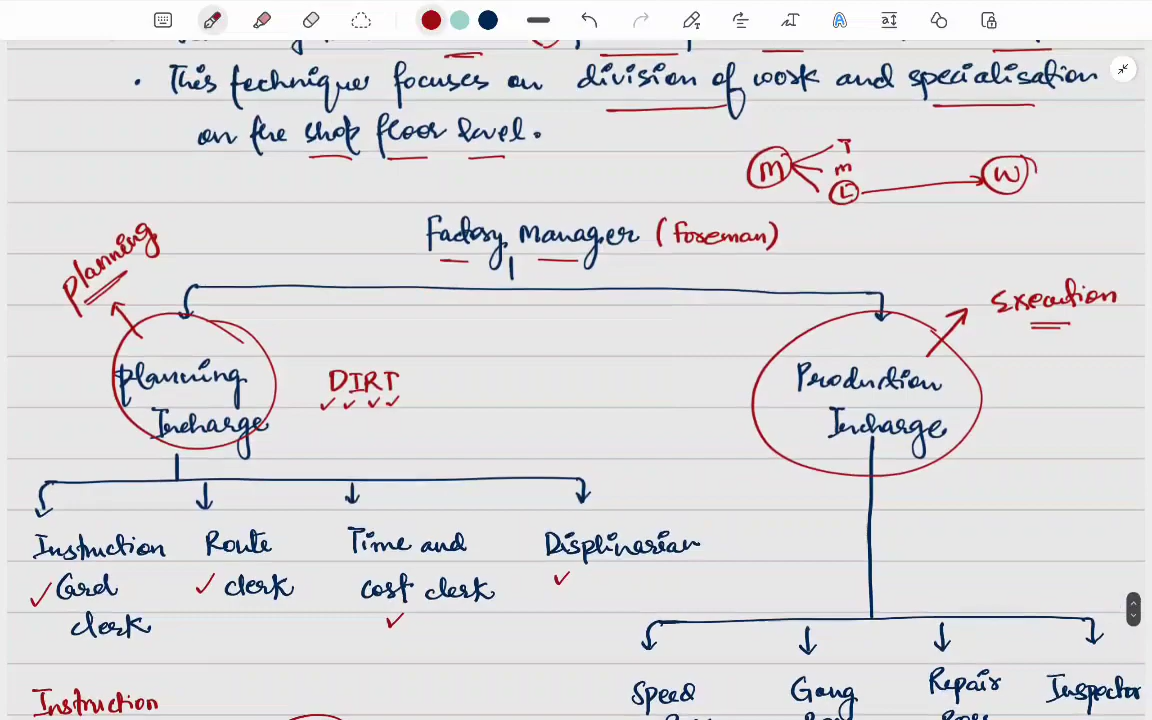 • This technique focuses on division of work and specialisation
on the shop floor level.
M T
m
L W
Factory Manager (Foreman)
planning
Execution
planning
Incharge
DIRT
Production
Incharge
Instruction Route Time and Displinarian
Card clerk cost clerk
clerk
Speed Gang Repair Inspector
Instruction